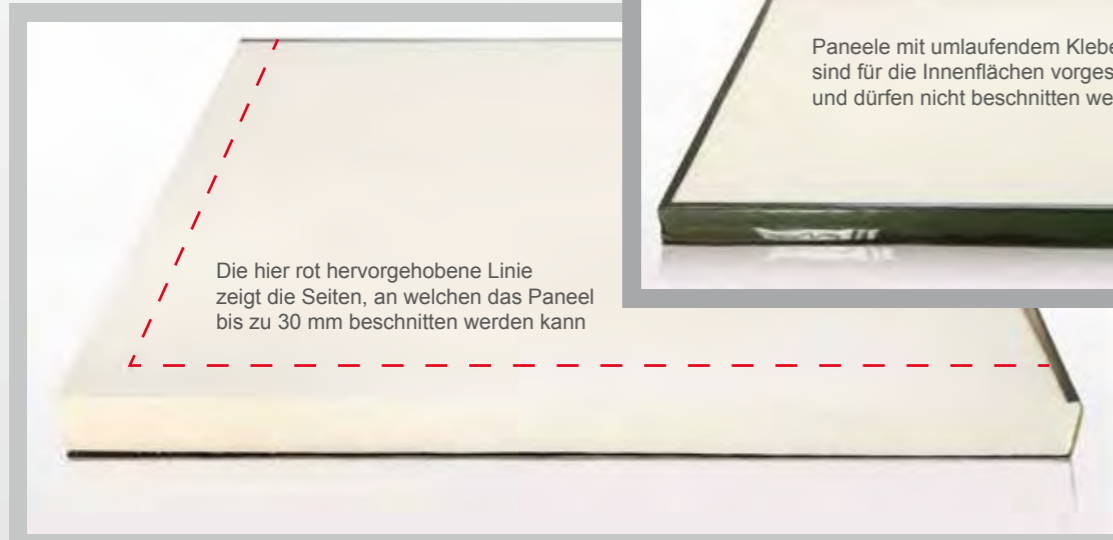 Paneele mit umlaufendem
sind für die Innenflächen
und dürfen nicht beschnitten
Die hier rot hervorgehobene Linie
zeigt die Seiten, an welchen das Paneel
bis zu 30 mm beschnitten werden kann